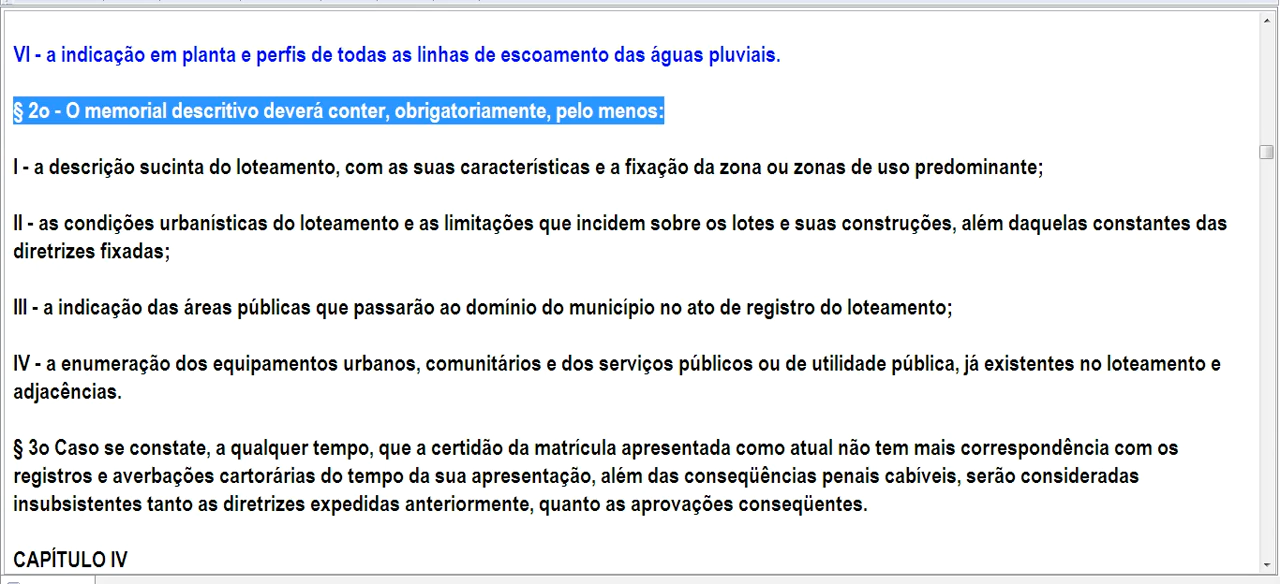 VI - a indicação em planta e perfis de todas as linhas de escoamento das águas pluviais.
§ 2o - O memorial descritivo deverá conter, obrigatoriamente, pelo menos:
I - a descrição sucinta do loteamento, com as suas características e a fixação da zona ou zonas de uso predominante;
II - as condições urbanísticas do loteamento e as limitações que incidem sobre os lotes e suas construções, além daquelas constantes das
diretrizes fixadas;
III - a indicação das áreas públicas que passarão ao domínio do município no ato de registro do loteamento;
IV - a enumeração dos equipamentos urbanos, comunitários e dos serviços públicos ou de utilidade pública, já existentes no loteamento e
adjacências.
§ 3o Caso se constate, a qualquer tempo, que a certidão da matrícula apresentada como atual não tem mais correspondência com os
registros e averbações cartorárias do tempo da sua apresentação, além das conseqüências penais cabíveis, serão consideradas
insubsistentes tanto as diretrizes expedidas anteriormente, quanto as aprovações conseqüentes.
CAPÍTULO IV